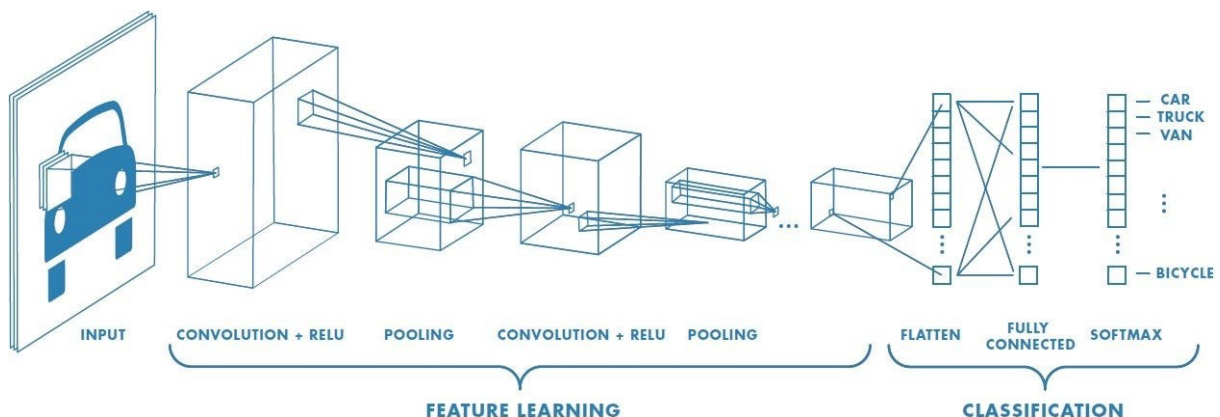 CAR
TRUCK
VAN
BICYCLE
INPUT
CONVOLUTION + RELU
POOLING
CONVOLUTION + RELU
POOLING
FLATTEN
FULLY
CONNECTED
SOFTMAX
FEATURE LEARNING
CLASSIFICATION